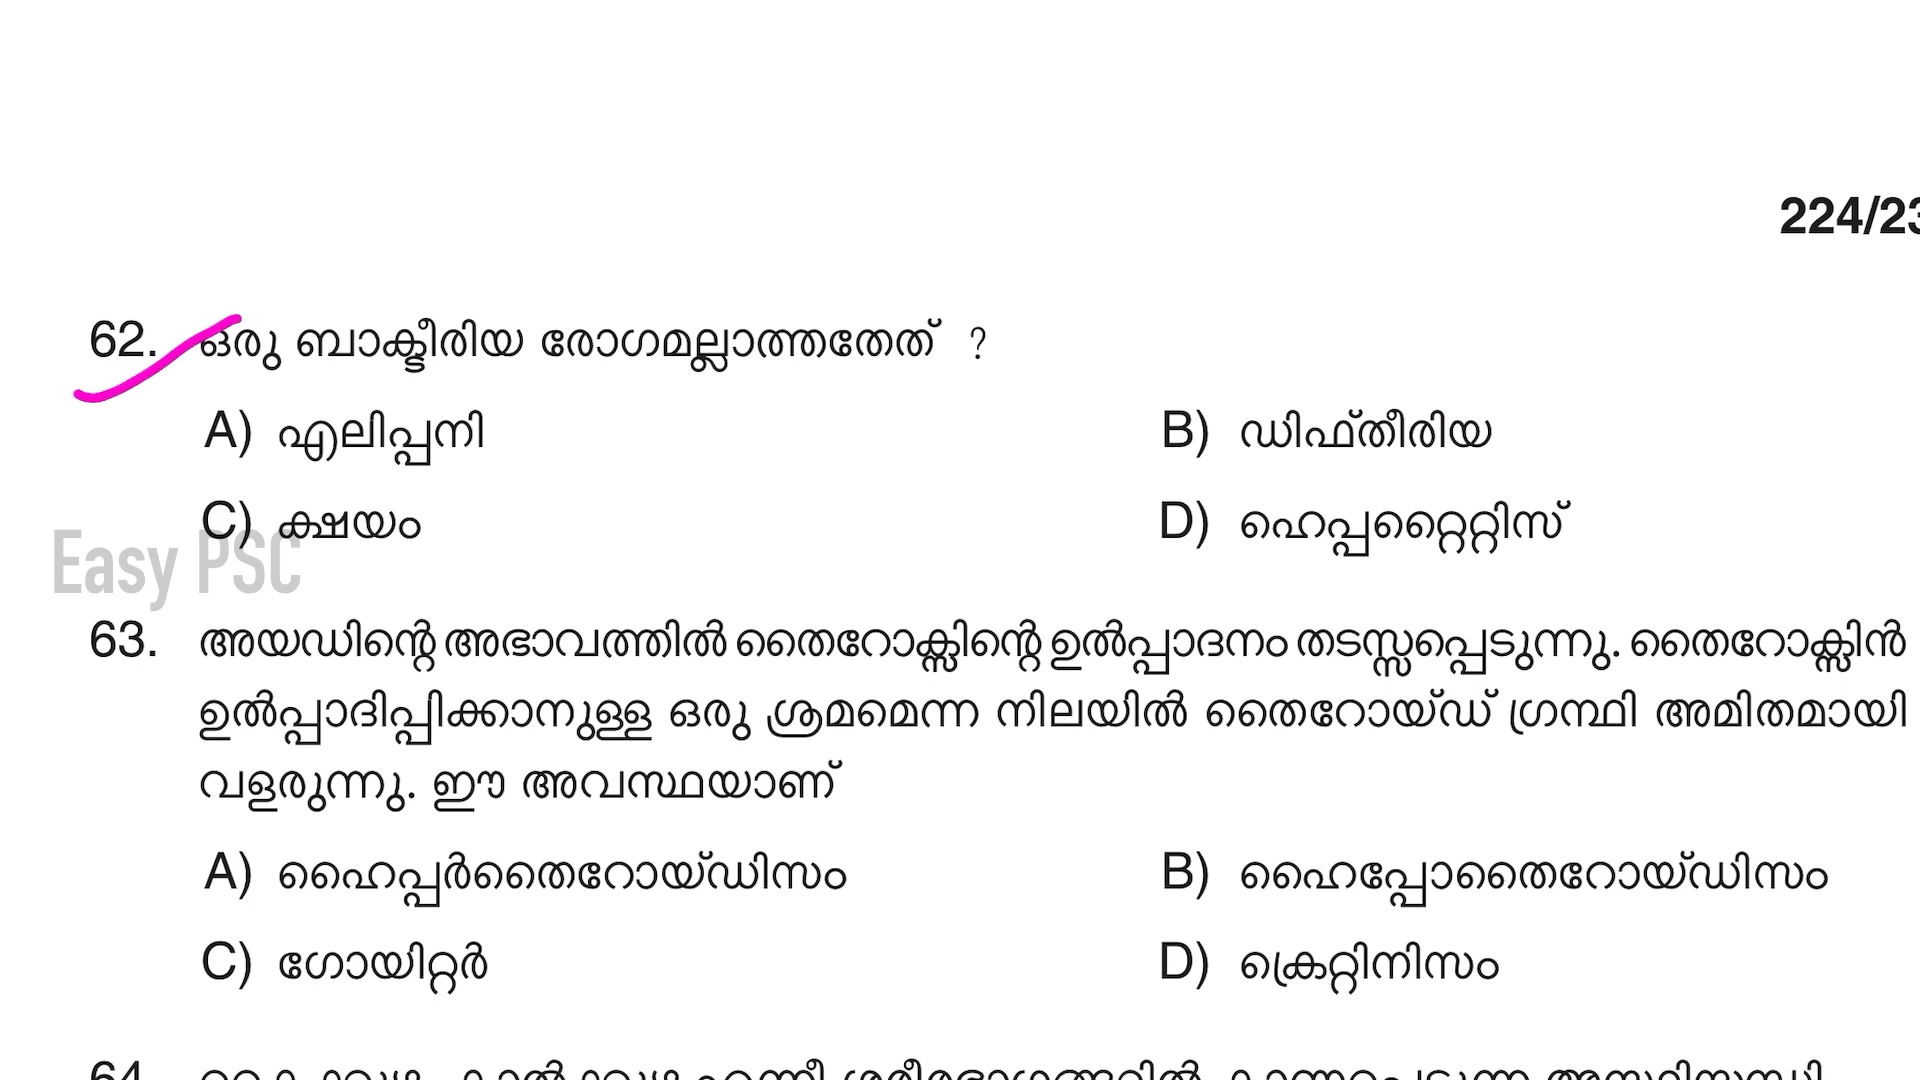 224/23
62. ഒരു ബാക്ടീരിയ രോഗമല്ലാത്തതേത് ?
A) എലിപ്പനി B) ഡിഫ്തീരിയ
C) ക്ഷയം D) ഹെപ്പറ്റൈറ്റിസ്
Easy PSC
63. അയഡിന്റെ അഭാവത്തിൽ തൈറോക്സിന്റെ ഉൽപ്പാദനം തടസ്സപ്പെടുന്നു. തൈറോക്സിൻ
ഉൽപ്പാദിപ്പിക്കാനുള്ള ഒരു ശ്രമമെന്ന നിലയിൽ തൈറോയ്ഡ് ഗ്രന്ഥി അമിതമായി
വളരുന്നു. ഈ അവസ്ഥയാണ്
A) ഹൈപ്പർതൈറോയ്ഡിസം B) ഹൈപ്പോതൈറോയ്ഡിസം
C) ഗോയിറ്റർ D) ക്രെറ്റിനിസം
64.